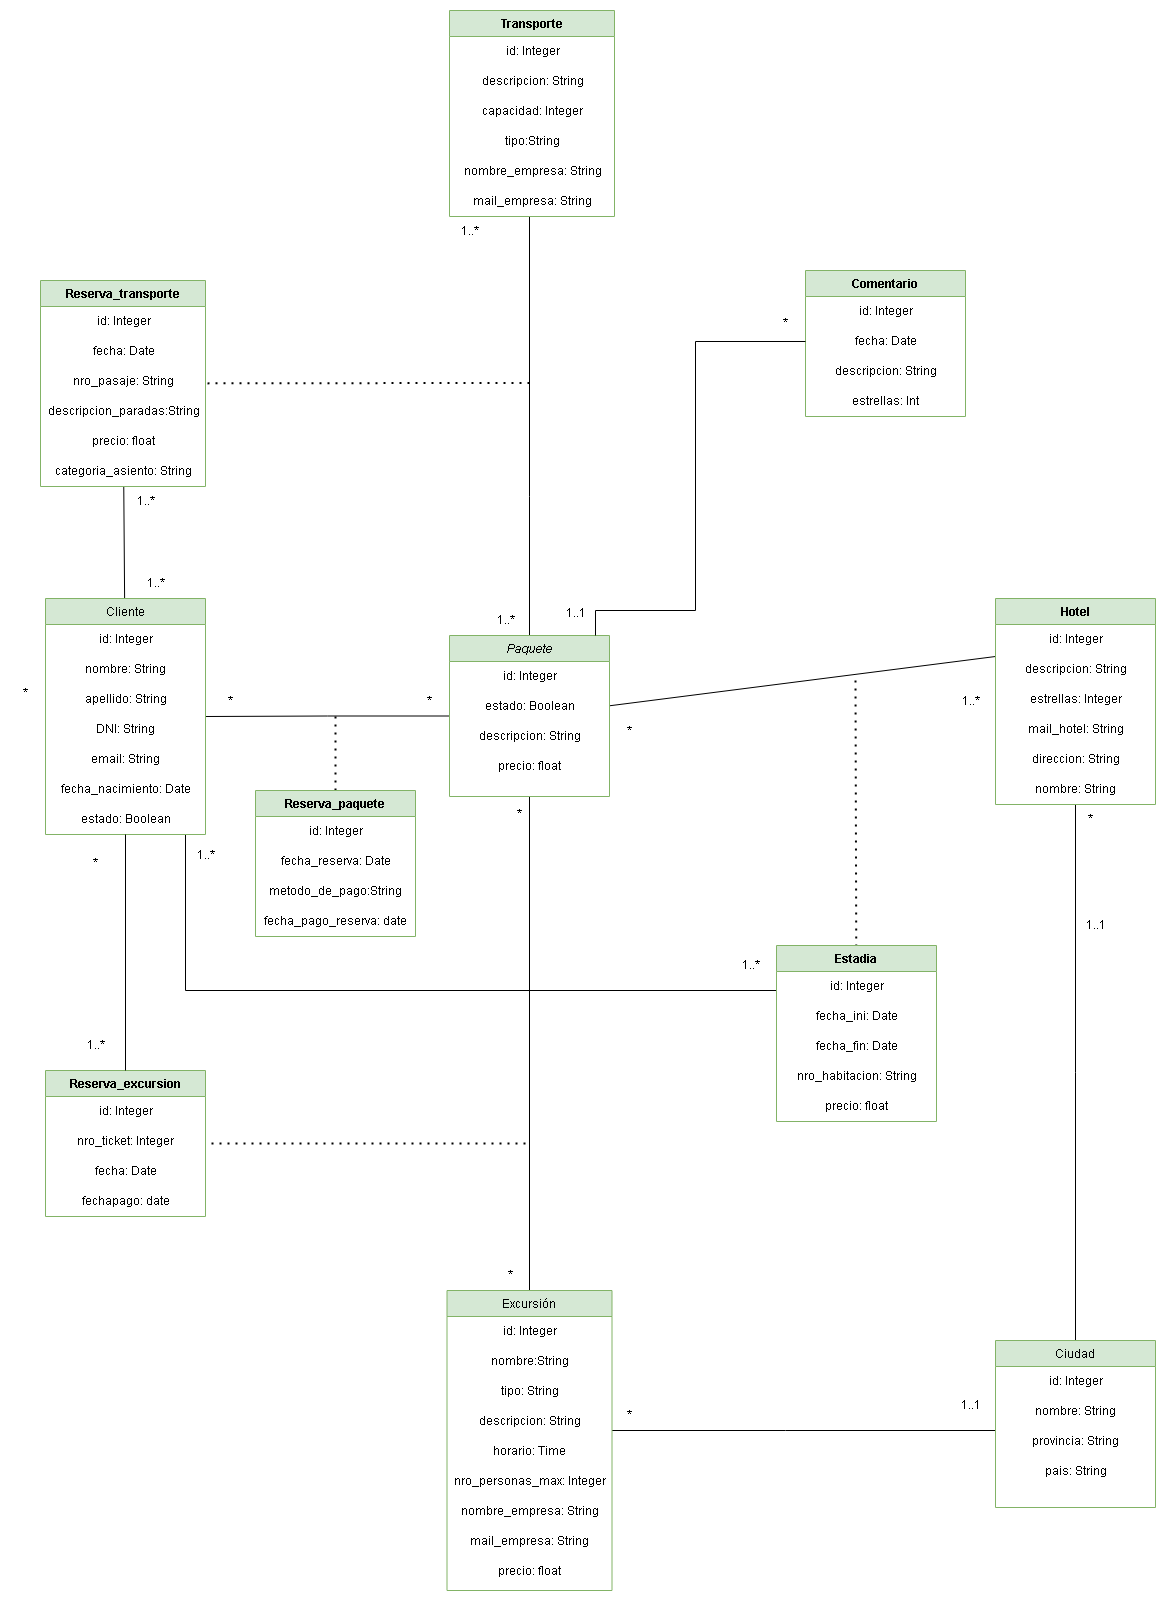 Transporte
id: Integer
descripcion: String
capacidad: Integer
tipo:String
nombre_empresa: String
mail_empresa: String
1..*
Reserva_transporte
id: Integer
fecha: Date
nro_pasaje: String
descripcion_paradas:String
precio: float
categoria_asiento: String
1..*
1..*
Comentario
id: Integer
fecha: Date
descripcion: String
estrellas: Int
*
1..1
1..*
Cliente
id: Integer
nombre: String
apellido: String
DNI: String
email: String
fecha_nacimiento: Date
estado: Boolean
*
*
*
Paquete
id: Integer
estado: Boolean
descripcion: String
precio: float
*
1..*
Hotel
id: Integer
descripcion: String
estrellas: Integer
mail_hotel: String
direccion: String
nombre: String
*
1..1
Reserva_paquete
id: Integer
fecha_reserva: Date
metodo_de_pago:String
fecha_pago_reserva: date
*
1..*
*
1..*
Estadia
id: Integer
fecha_ini: Date
fecha_fin: Date
nro_habitacion: String
precio: float
1..*
Reserva_excursion
id: Integer
nro_ticket: Integer
fecha: Date
fechapago: date
*
Excursión
id: Integer
nombre:String
tipo: String
descripcion: String
horario: Time
nro_personas_max: Integer
nombre_empresa: String
mail_empresa: String
precio: float
*
1..1
Ciudad
id: Integer
nombre: String
provincia: String
pais: String